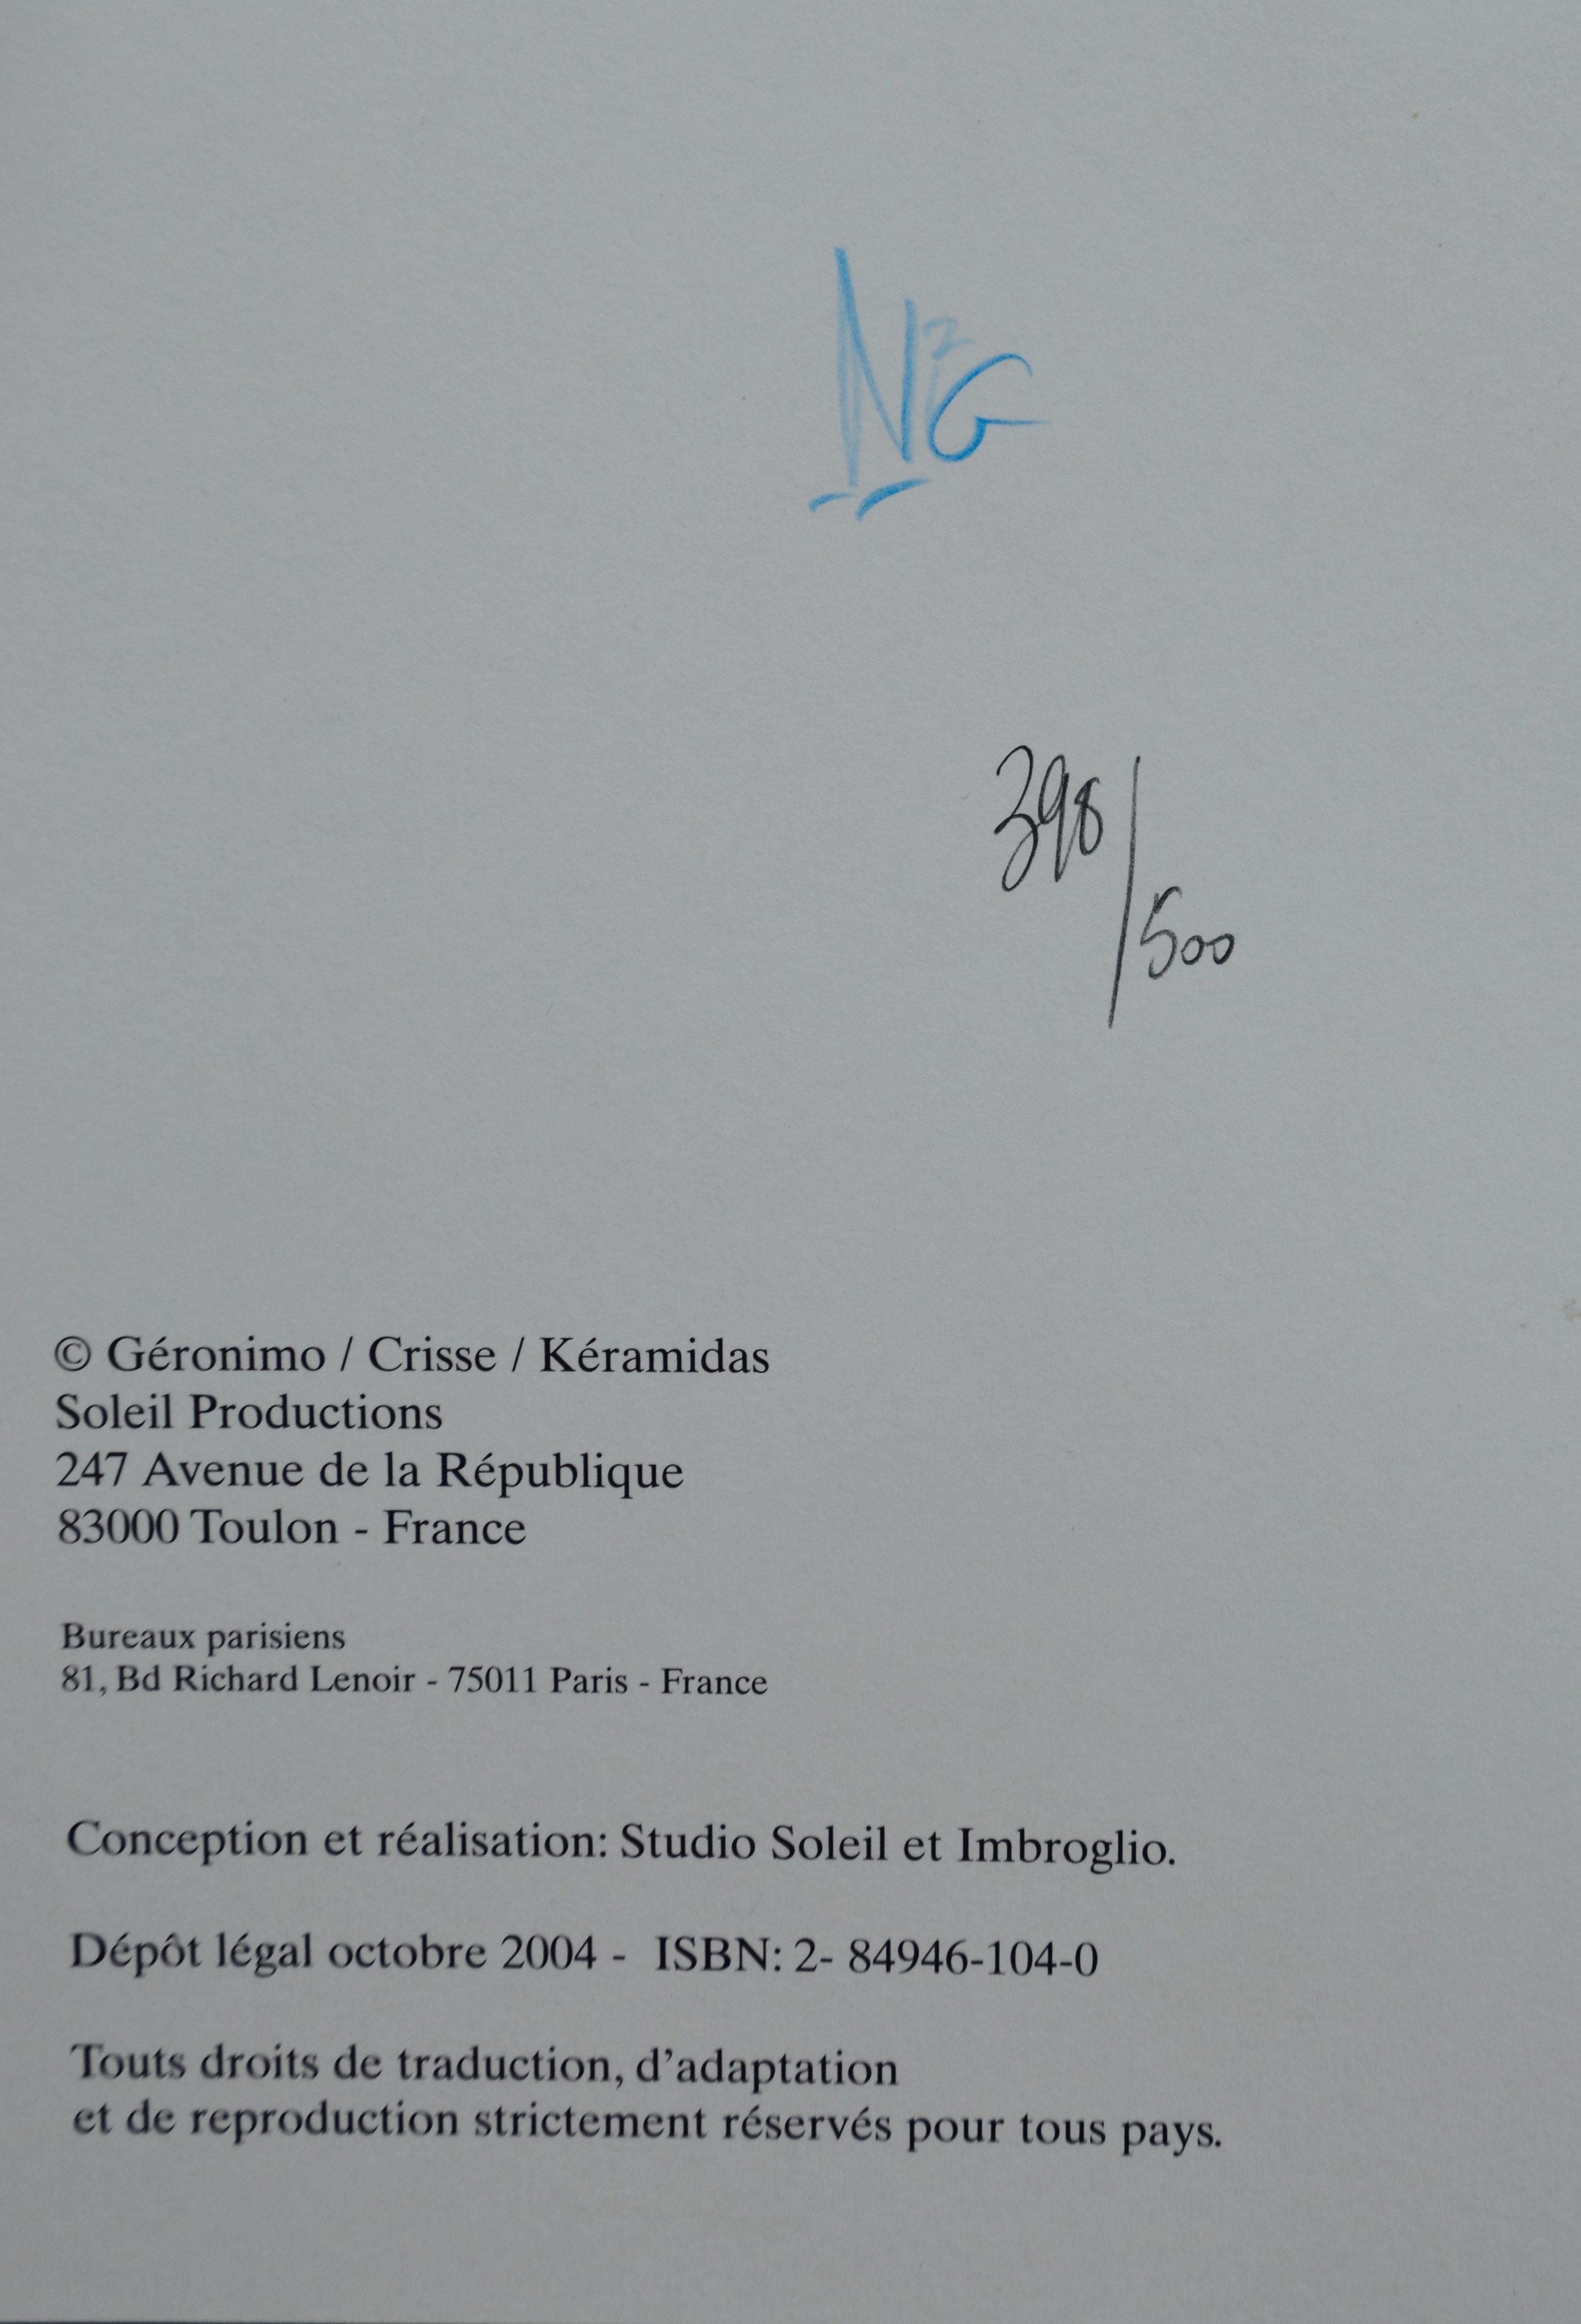 398/500
© Géronimo / Crisse / Kéramidas
Soleil Productions
247 Avenue de la République
83000 Toulon - France
Bureaux parisiens
81, Bd Richard Lenoir - 75011 Paris - France
Conception et réalisation: Studio Soleil et Imbroglio.
Dépôt légal octobre 2004 - ISBN: 2- 84946-104-0
Touts droits de traduction, d'adaptation
et de reproduction strictement réservés pour tous pays.